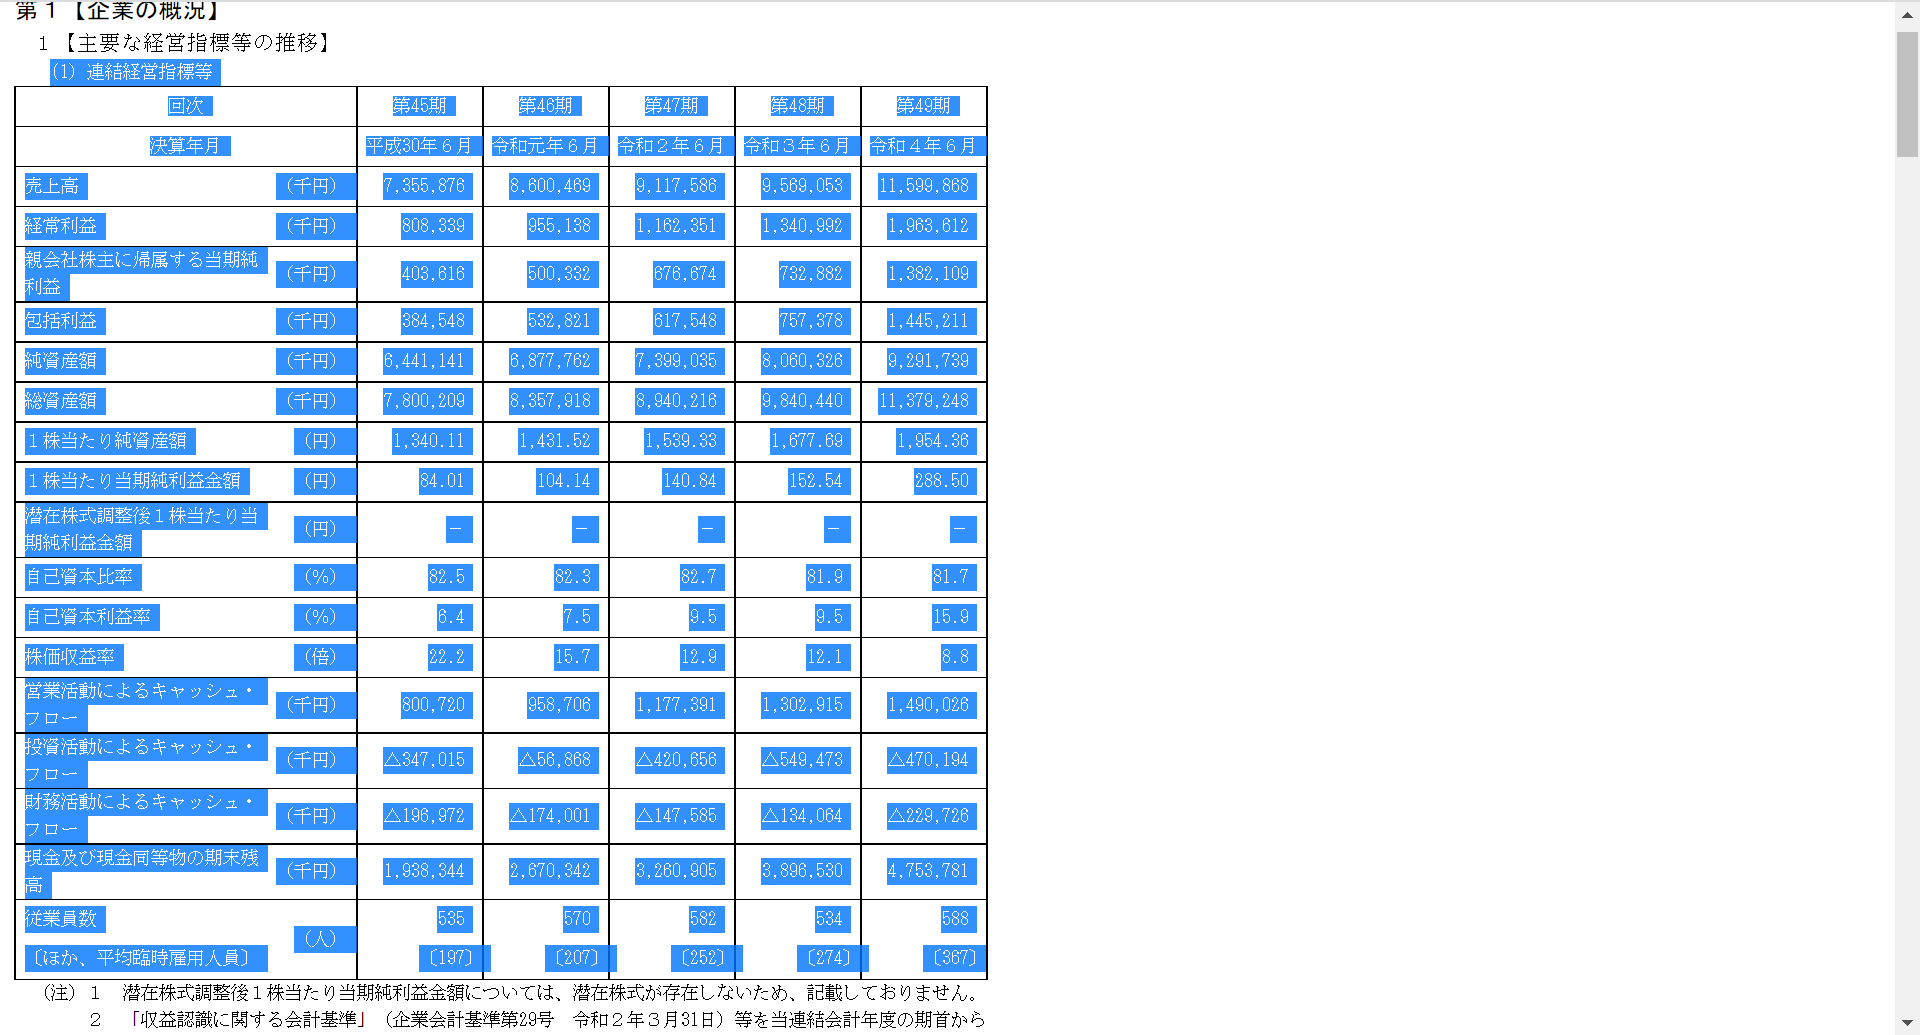 第１【企業の概況】
１【主要な経営指標等の推移】
(1) 連結経営指標等
回次 第45期 第46期 第47期 第48期 第49期
決算年月 平成30年６月 令和元年６月 令和２年６月 令和３年６月 令和４年６月
売上高 （千円） 7,355,876 8,600,469 9,117,586 9,569,053 11,599,868
経常利益 （千円） 808,339 955,138 1,162,351 1,340,992 1,963,612
親会社株主に帰属する当期純
利益 （千円） 403,616 500,332 676,674 732,882 1,382,109
包括利益 （千円） 384,548 532,821 617,548 757,378 1,445,211
純資産額 （千円） 6,441,141 6,877,762 7,399,035 8,060,326 9,291,739
総資産額 （千円） 7,800,209 8,357,918 8,940,216 9,840,440 11,379,248
１株当たり純資産額 （円） 1,340.11 1,431.52 1,539.33 1,677.69 1,954.36
１株当たり当期純利益金額 （円） 84.01 104.14 140.84 152.54 288.50
潜在株式調整後１株当たり当
期純利益金額 （円） － － － － －
自己資本比率 （％） 82.5 82.3 82.7 81.9 81.7
自己資本利益率 （％） 6.4 7.5 9.5 9.5 15.9
株価収益率 （倍） 22.2 15.7 12.9 12.1 8.8
営業活動によるキャッシュ・
フロー （千円） 800,720 958,706 1,177,391 1,302,915 1,490,026
投資活動によるキャッシュ・
フロー （千円） △347,015 △56,868 △420,656 △549,473 △470,194
財務活動によるキャッシュ・
フロー （千円） △196,972 △174,001 △147,585 △134,064 △229,726
現金及び現金同等物の期末残
高 （千円） 1,938,344 2,670,342 3,260,905 3,896,530 4,753,781
従業員数 （人） 535 570 582 534 588
〔ほか、平均臨時雇用人員〕 〔197〕 〔207〕 〔252〕 〔274〕 〔367〕
（注）１ 潜在株式調整後１株当たり当期純利益金額については、潜在株式が存在しないため、記載しておりません。
２ 「収益認識に関する会計基準」（企業会計基準第29号 令和２年３月31日）等を当連結会計年度の期首から